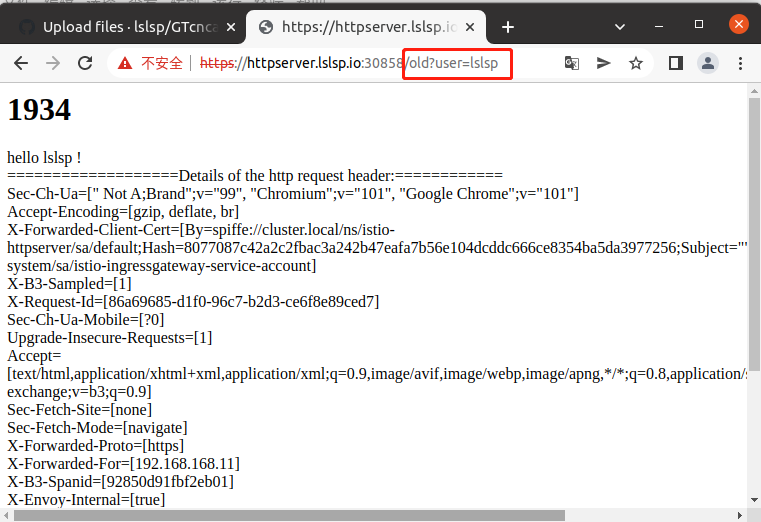 Upload files · lslsp/GTcnca
https://httpserver.lslsp.io
不安全 | https://httpserver.lslsp.io:30858/old?user=lslsp
1934
hello lslsp !
===================Details of the http request header:============
Sec-Ch-Ua=[" Not A;Brand";v="99", "Chromium";v="101", "Google Chrome";v="101"]
Accept-Encoding=[gzip, deflate, br]
X-Forwarded-Client-Cert=[By=spiffe://cluster.local/ns/istio-
httpserver/sa/default;Hash=8077087c42a2c2fbac3a242b47eafa7b56e104dcddc666ce8354ba5da3977256;Subject="
system/sa/istio-ingressgateway-service-account]
X-B3-Sampled=[1]
X-Request-Id=[86a69685-d1f0-96c7-b2d3-ce6f8e89ced7]
Sec-Ch-Ua-Mobile=[?0]
Upgrade-Insecure-Requests=[1]
Accept=
[text/html,application/xhtml+xml,application/xml;q=0.9,image/avif,image/webp,image/apng,*/*;q=0.8,application/s
exchange;v=b3;q=0.9]
Sec-Fetch-Site=[none]
Sec-Fetch-Mode=[navigate]
X-Forwarded-Proto=[https]
X-Forwarded-For=[192.168.168.11]
X-B3-Spanid=[92850d91fbf2eb01]
X-Envoy-Internal=[true]